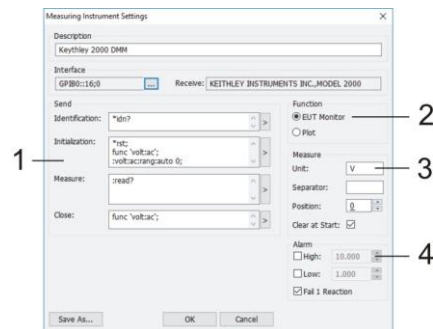 Measuring Instrument Settings
Description
Keythley 2000 DMM
Interface
GPIB0::16;0
...
Receive: KEITHLEY INSTRUMENTS INC.,MODEL 2000
Send
Identification: *idn? >
Initialization: *rst;
func 'volt:ac';
:volt:ac:rang:auto 0; >
Measure: :read? >
Close: func 'volt:ac'; >
Function
EUT Monitor
Plot
Measure
Unit: V
Separator:
Position: 0
Clear at Start:
Alarm
High: 10.000
Low: 1.000
Fail 1 Reaction
Save As...
OK
Cancel
1
2
3
4